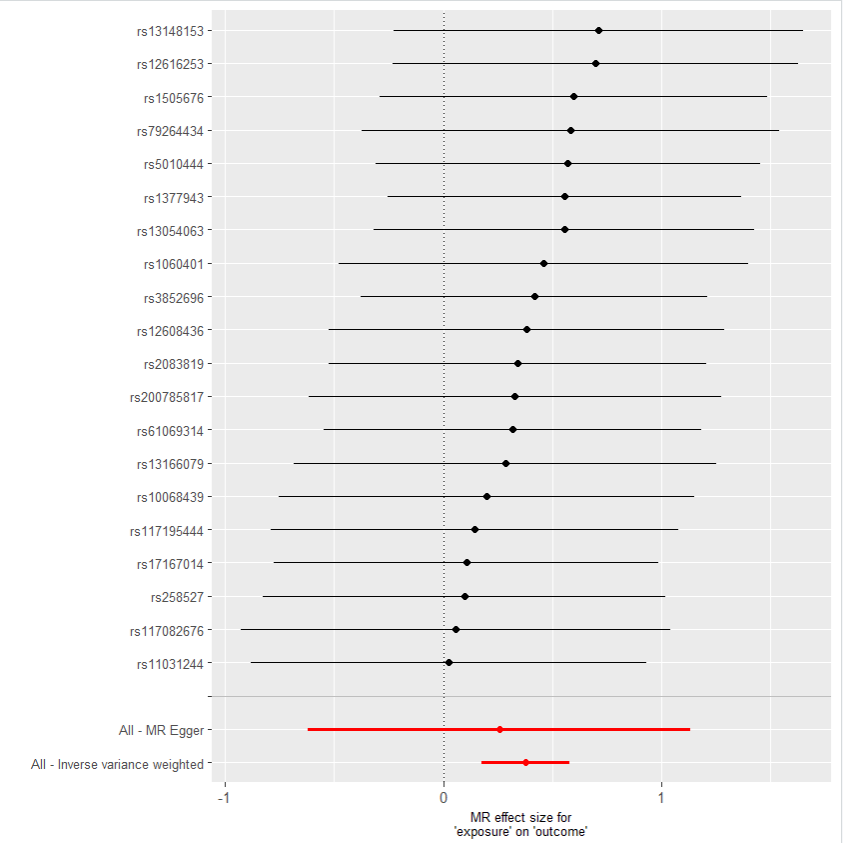 rs13148153
rs12616253
rs1505676
rs79264434
rs5010444
rs1377943
rs13054063
rs1060401
rs3852696
rs12608436
rs2083819
rs200785817
rs61069314
rs13166079
rs10068439
rs117195444
rs17167014
rs258527
rs117082676
rs11031244
All - MR Egger
All - Inverse variance weighted
-1 0 1
MR effect size for
'exposure' on 'outcome'